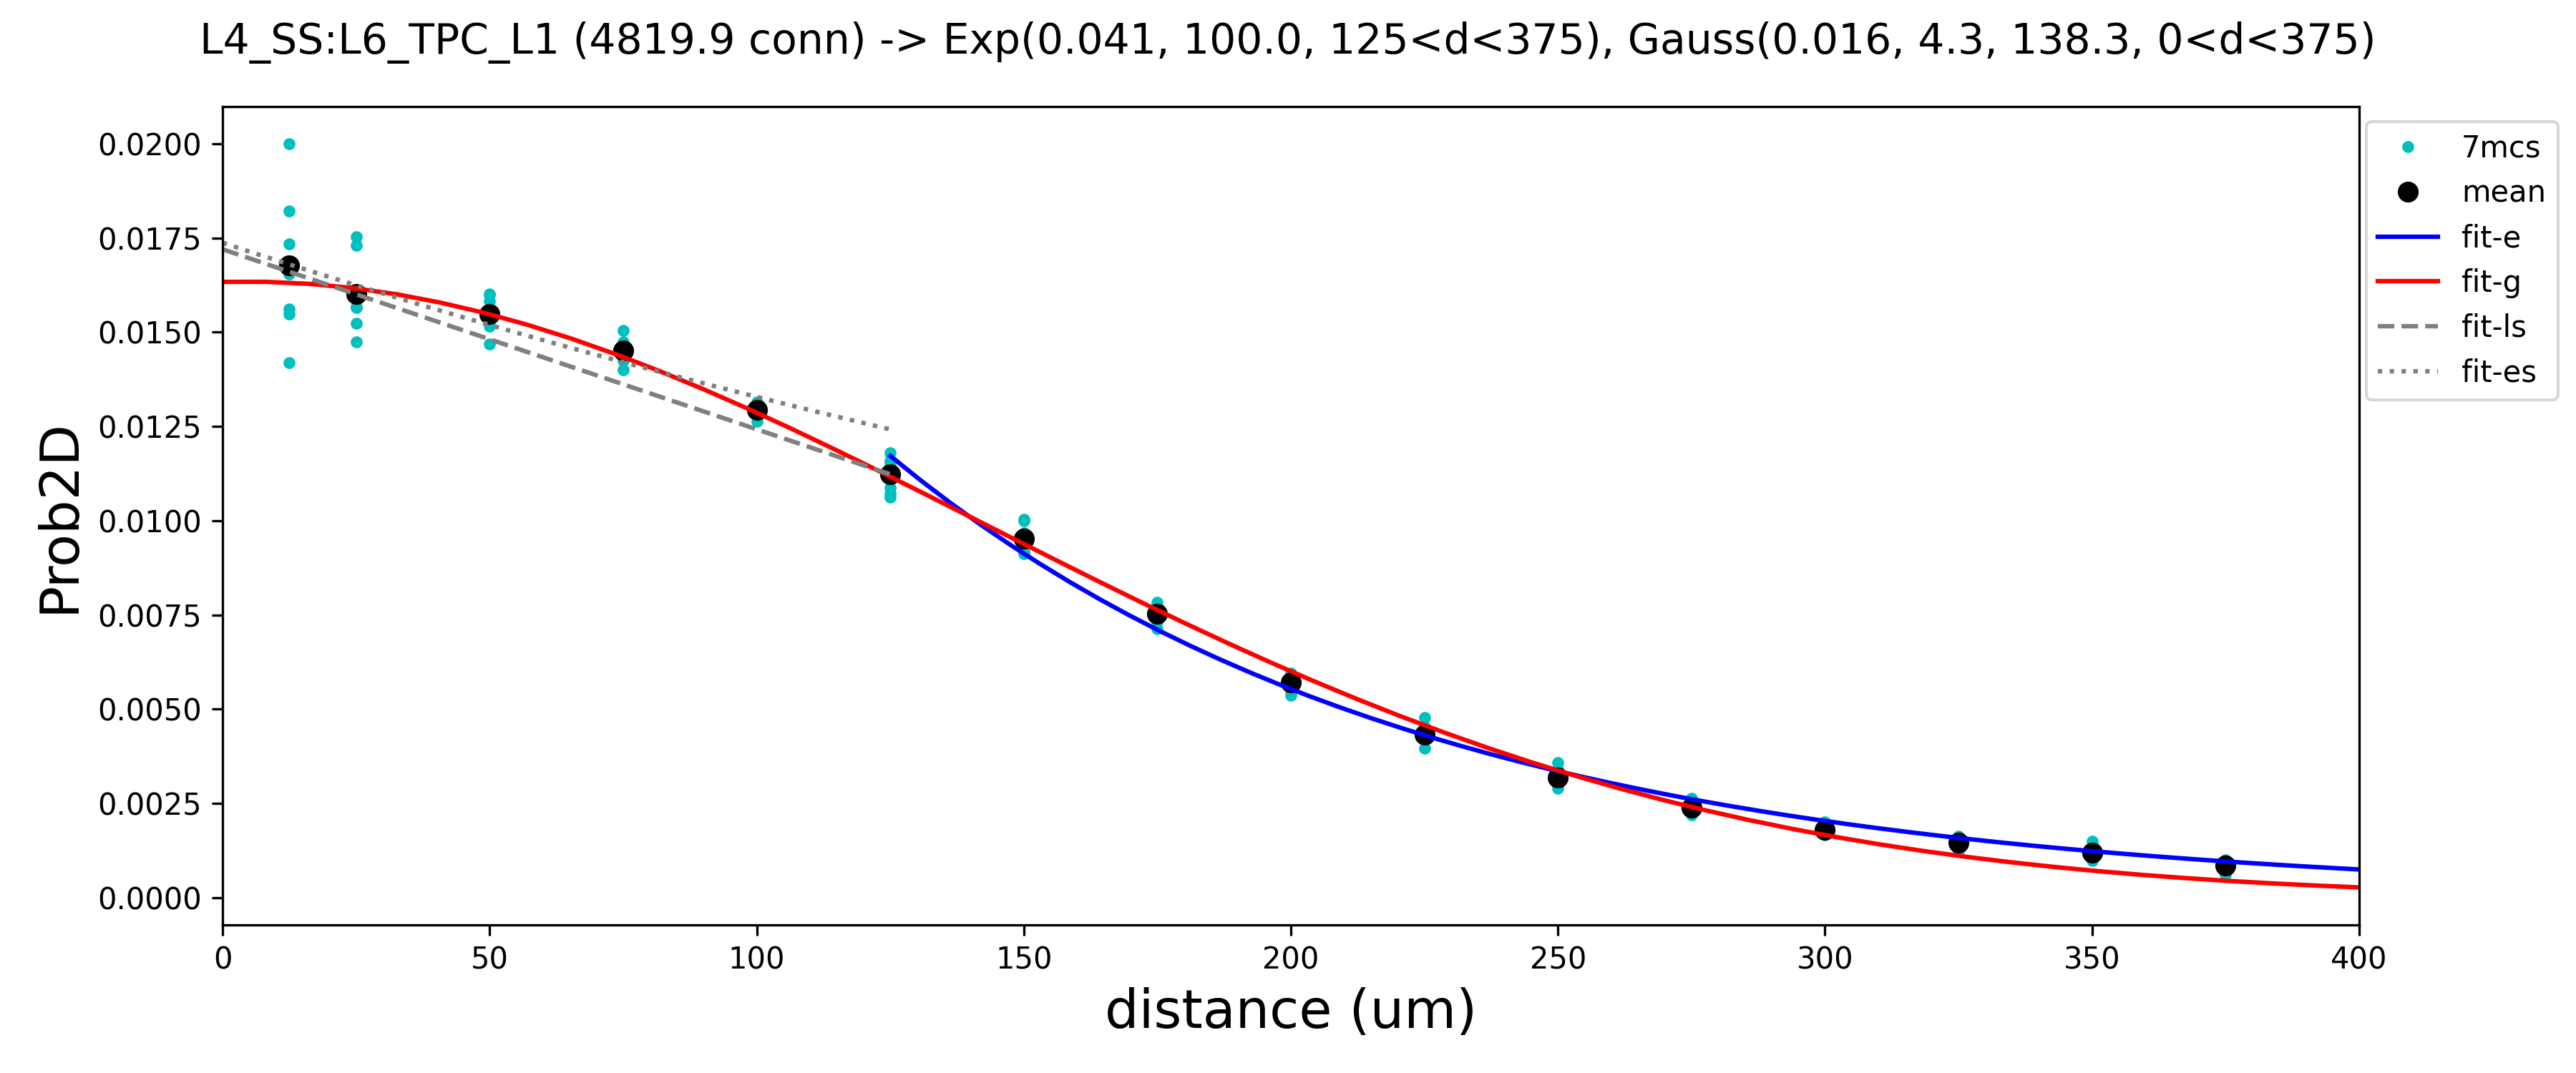 L4_SS:L6_TPC_L1 (4819.9 conn) -> Exp(0.041, 100.0, 125<d<375), Gauss(0.016, 4.3, 138.3, 0<d<375)
0.0200
0.0175
0.0150
0.0125
0.0100
0.0075
0.0050
0.0025
0.0000
Prob2D
0 50 100 150 200 250 300 350 400
distance (um)
7mcs
mean
fit-e
fit-g
fit-ls
fit-es